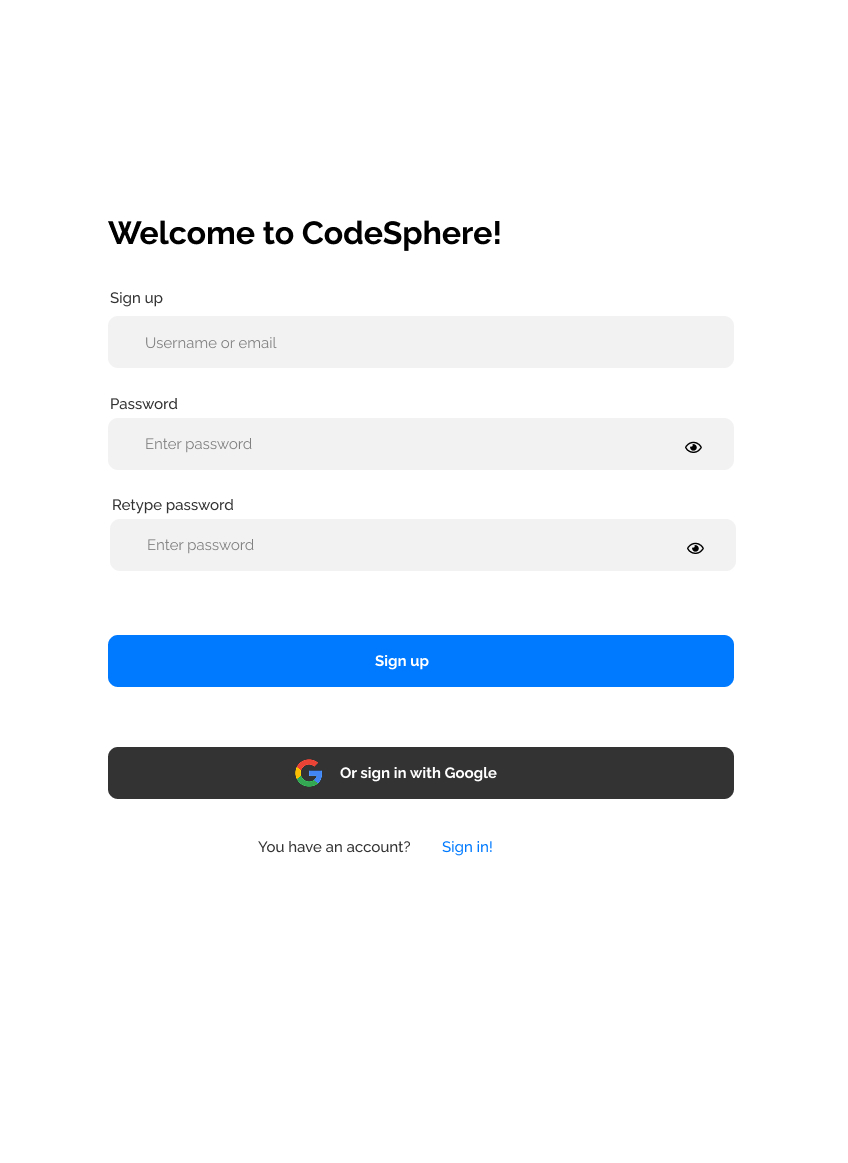 Welcome to CodeSphere!
Sign up
Username or email
Password
Enter password
Retype password
Enter password
Sign up
Or sign in with Google
You have an account? Sign in!